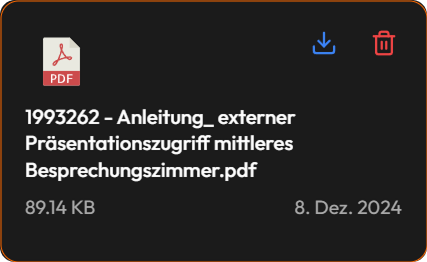 PDF
1993262 - Anleitung_ externer
Präsentationszugriff mittleres
Besprechungszimmer.pdf
89.14 KB
8. Dez. 2024